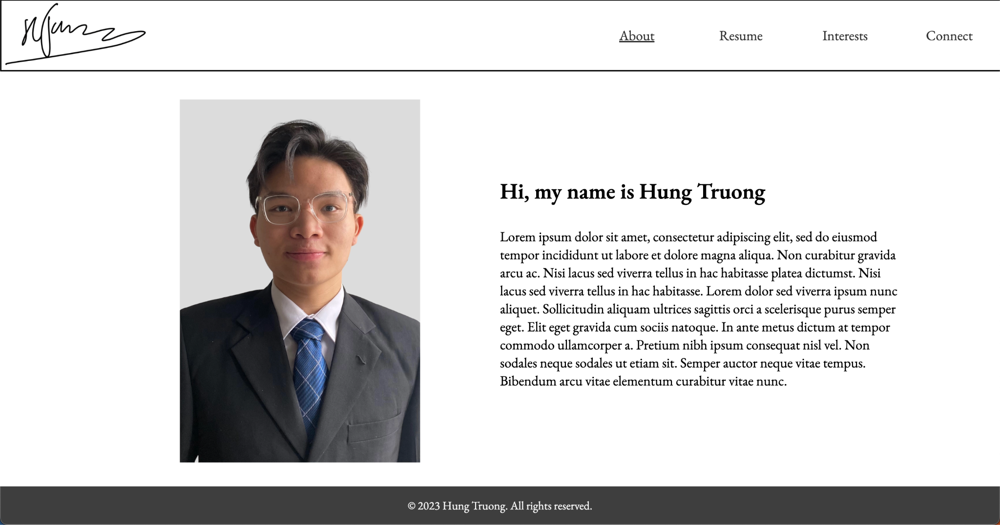 About
Resume
Interests
Connect
Hi, my name is Hung Truong
Lorem ipsum dolor sit amet, consectetur adipiscing elit, sed do eiusmod
tempor incididunt ut labore et dolore magna aliqua. Non curabitur gravida
arcu ac. Nisi lacus sed viverra tellus in hac habitasse platea dictumst. Nisi
lacus sed viverra tellus in hac habitasse. Lorem dolor sed viverra ipsum nunc
aliquet. Sollicitudin aliquam ultrices sagittis orci a scelerisque purus semper
eget. Elit eget gravida cum sociis natoque. In ante metus dictum at tempor
commodo ullamcorper a. Pretium nibh ipsum consequat nisl vel. Non
sodales neque sodales ut etiam sit. Semper auctor neque vitae tempus.
Bibendum arcu vitae elementum curabitur vitae nunc.
© 2023 Hung Truong. All rights reserved.